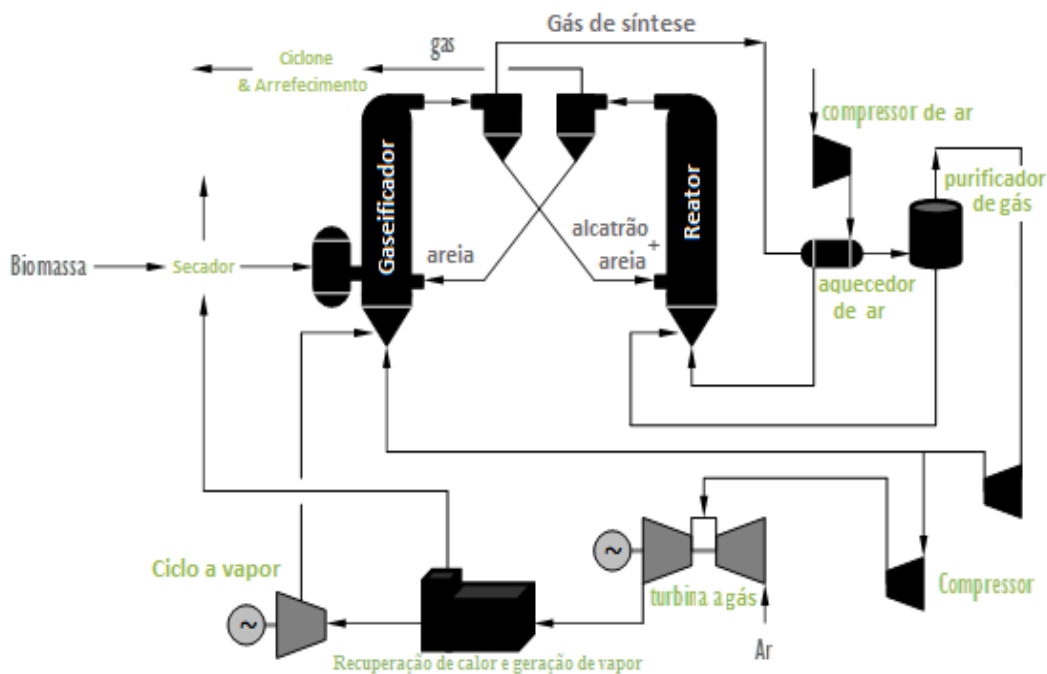 Gás de síntese
gas
Ciclone
& Arrefecimento
compressor de ar
purificador
de gás
Gaseificador
Reator
alcatrão
+
areia
areia
Biomassa
Secador
aquecedor
de ar
Ciclo a vapor
~
~
turbina a gás
Compressor
Ar
Recuperação de calor e geração de vapor